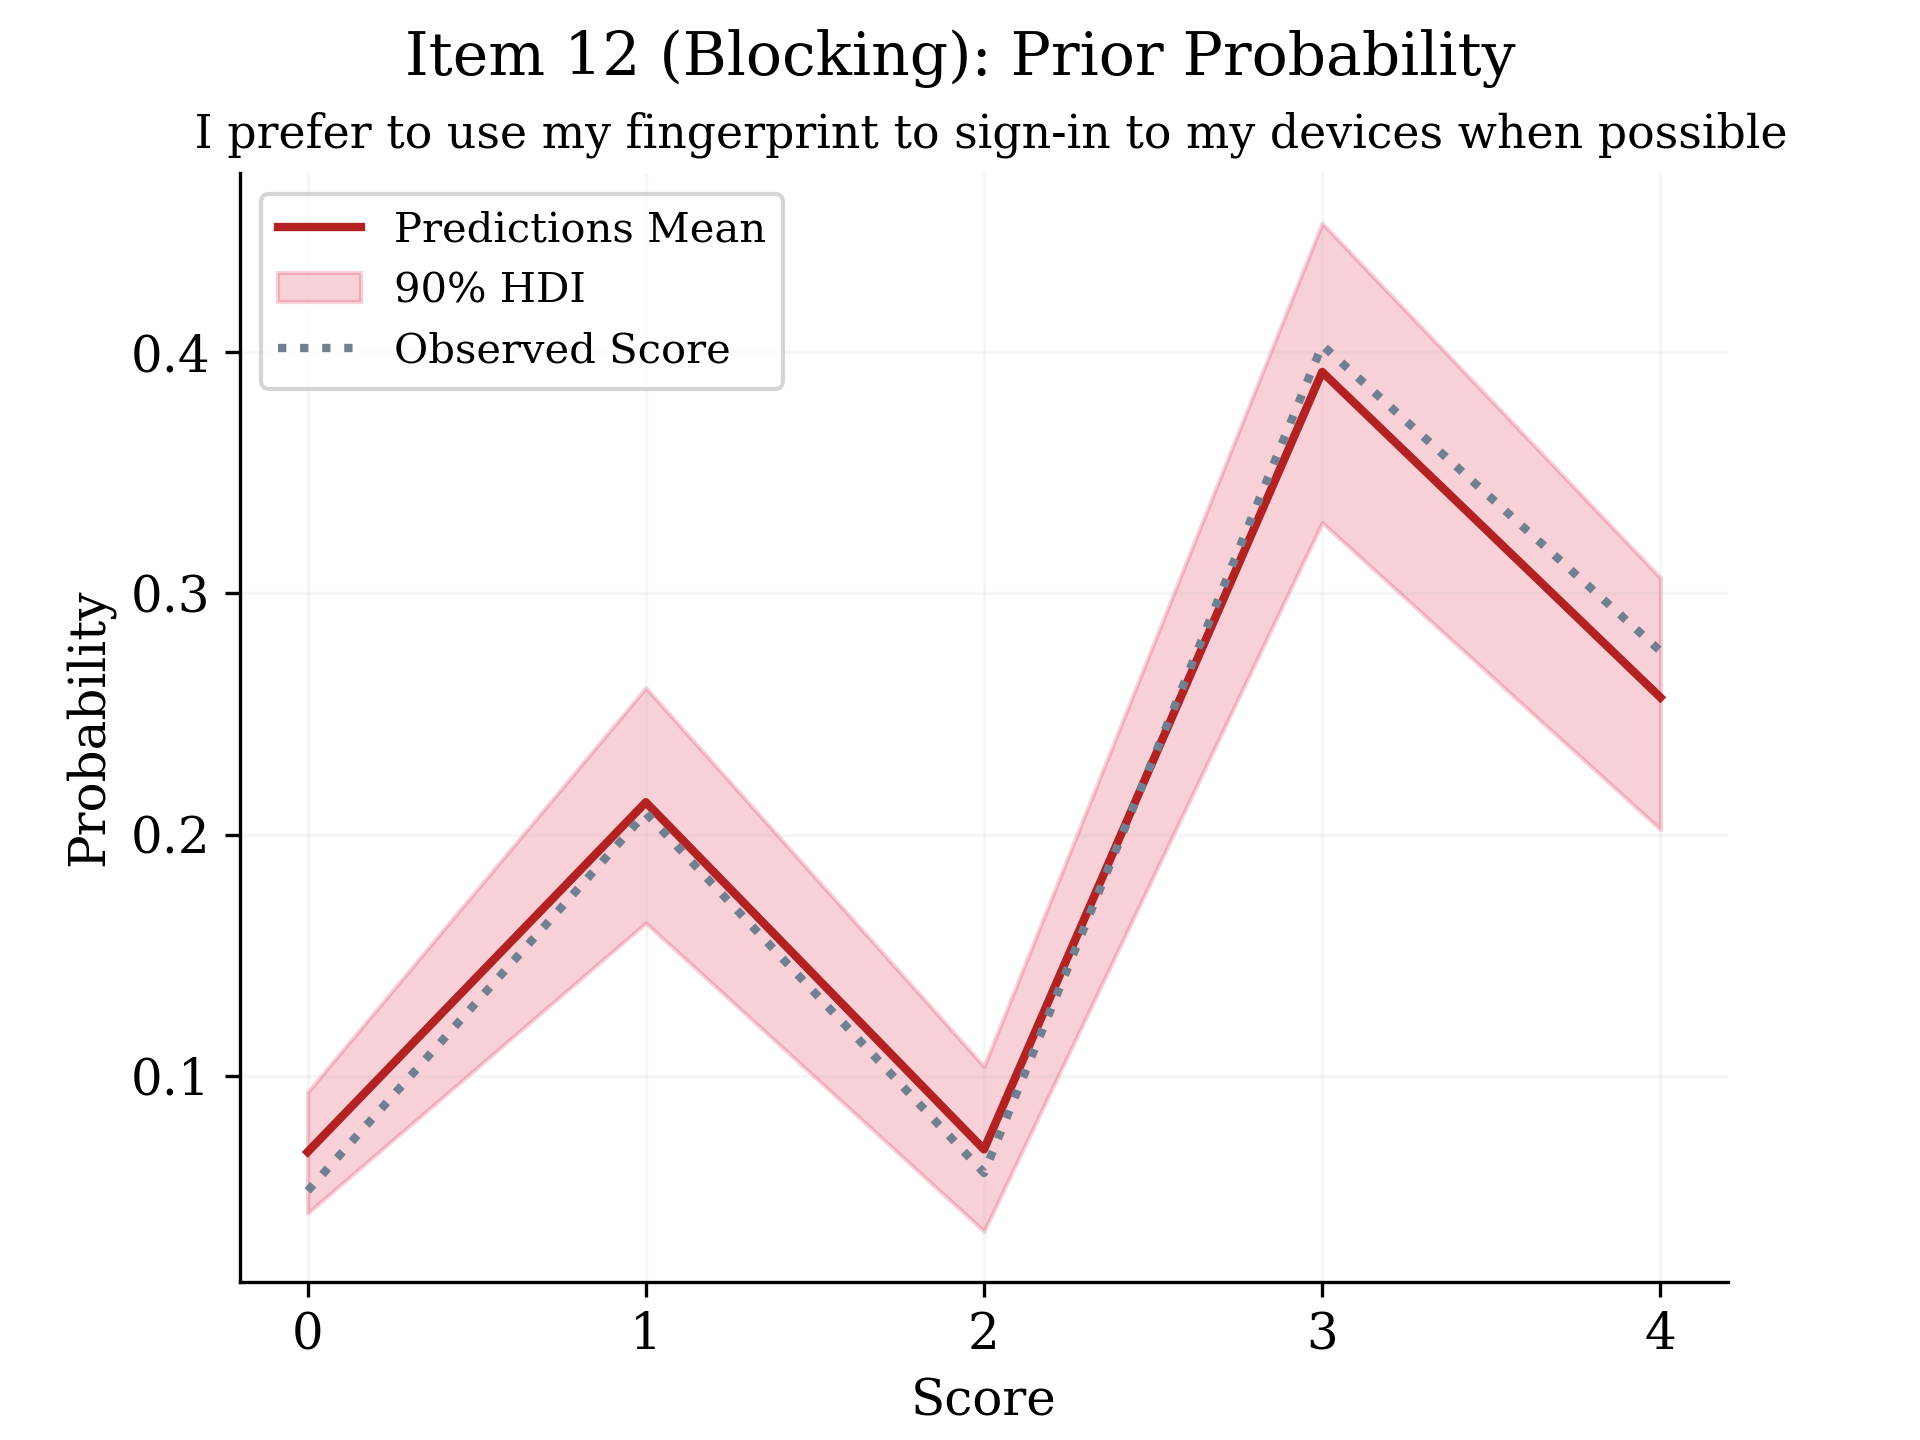 Item 12 (Blocking): Prior Probability
I prefer to use my fingerprint to sign-in to my devices when possible
Predictions Mean
90% HDI
Observed Score
0.4
0.3
0.2
0.1
Probability
0 1 2 3 4
Score